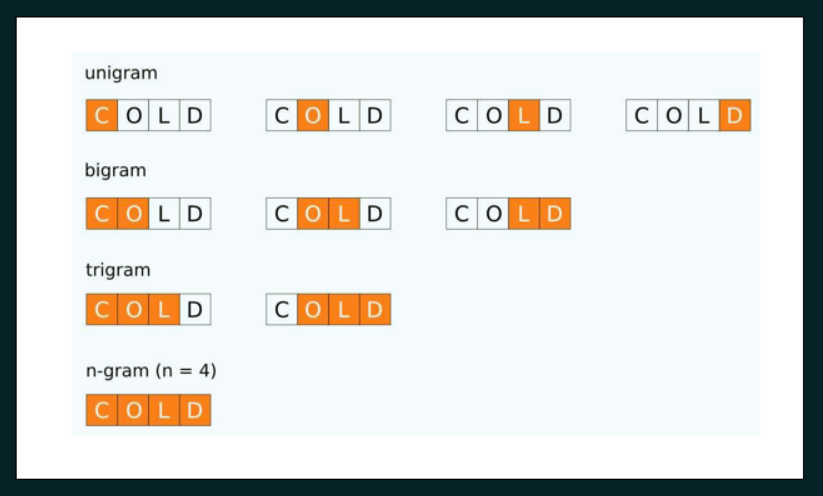 unigram
C O L D C O L D C O L D C O L D
bigram
C O L D C O L D C O L D
trigram
C O L D C O L D
n-gram (n = 4)
C O L D